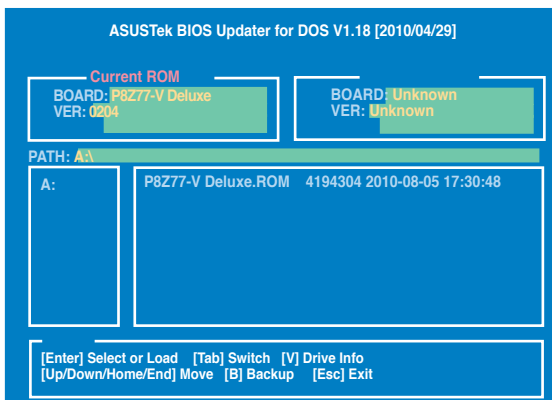 ASUSTek BIOS Updater for DOS V1.18 [2010/04/29]
Current ROM
BOARD: P8Z77-V Deluxe
VER: 0204
BOARD: Unknown
VER: Unknown
PATH: A:\
A:
P8Z77-V Deluxe.ROM 4194304 2010-08-05 17:30:48
[Enter] Select or Load [Tab] Switch [V] Drive Info
[Up/Down/Home/End] Move [B] Backup [Esc] Exit